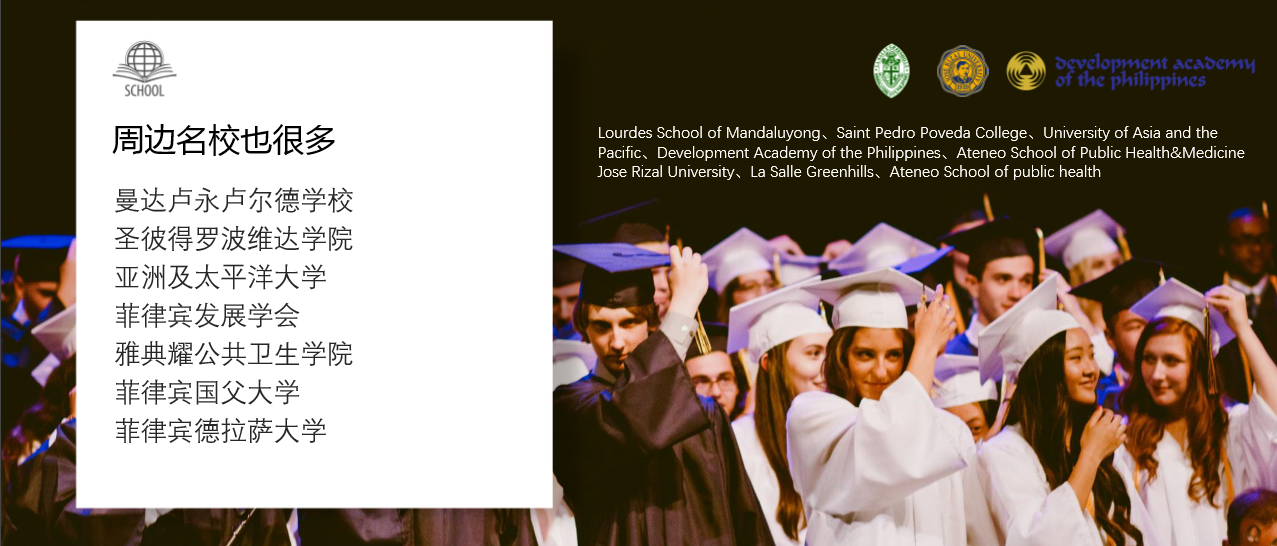 SCHOOL
周边名校也很多
曼达卢永卢尔德学校
圣彼得罗波维达学院
亚洲及太平洋大学
菲律宾发展学会
雅典耀公共卫生学院
菲律宾国父大学
菲律宾德拉萨大学
development academy
of the philippines
Lourdes School of Mandaluyong、Saint Pedro Poveda College、University of Asia and the
Pacific、Development Academy of the Philippines、Ateneo School of Public Health&Medicine
Jose Rizal University、La Salle Greenhills、Ateneo School of public health